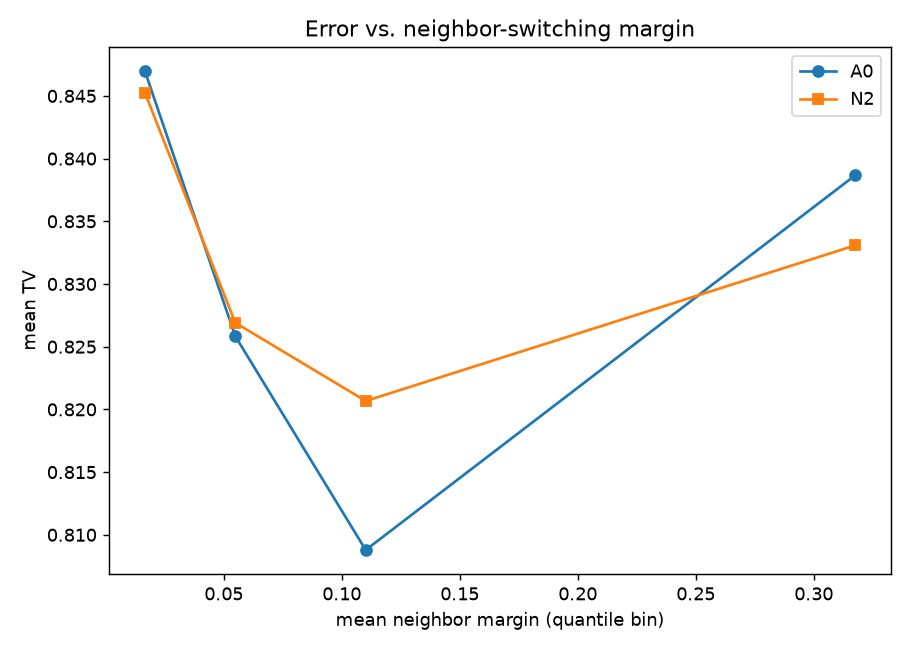 Error vs. neighbor-switching margin
A0
N2
mean TV
0.845
0.840
0.835
0.830
0.825
0.820
0.815
0.810
0.05 0.10 0.15 0.20 0.25 0.30
mean neighbor margin (quantile bin)